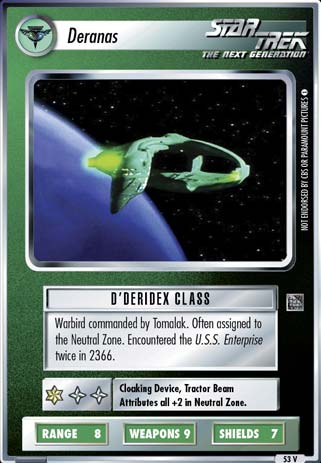 Deranas
STAR TREK
THE NEXT GENERATION
NOT ENDORSED BY CBS OR PARAMOUNT PICTURES
D'DERIDEX CLASS
Warbird commanded by Tomalak. Often assigned to
the Neutral Zone. Encountered the U.S.S. Enterprise
twice in 2366.
Cloaking Device, Tractor Beam
Attributes all +2 in Neutral Zone.
RANGE 8 WEAPONS 9 SHIELDS 7
53 V